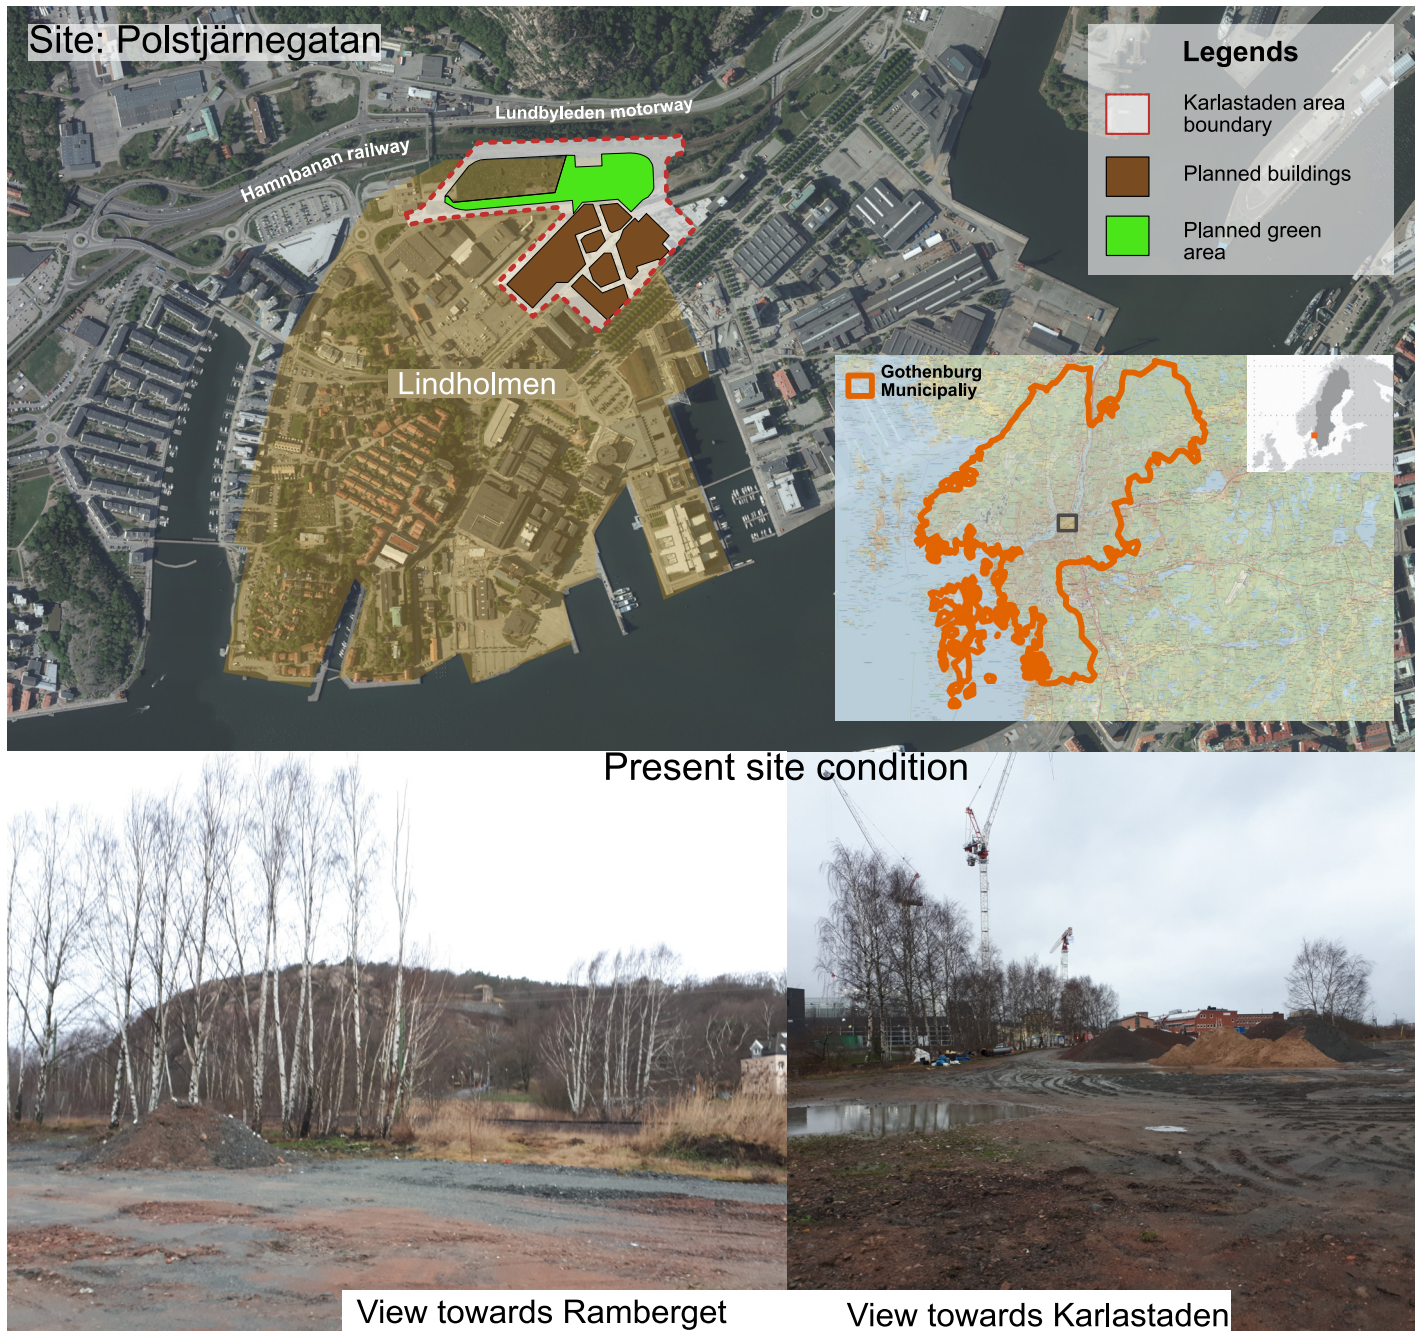 Site: Polstjärnegatan
Lundbyleden motorway
Hamnbanan railway
Lindholmen
Legends
Karlastaden area
boundary
Planned buildings
Planned green
area
Gothenburg
Municipaliy
Present site condition
View towards Ramberget
View towards Karlastaden